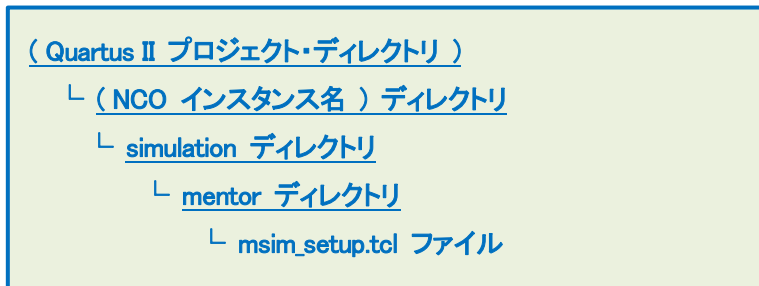 ( Quartus II プロジェクト・ディレクトリ )
└ ( NCO インスタンス名 ) ディレクトリ
└ simulation ディレクトリ
└ mentor ディレクトリ
└ msim_setup.tcl ファイル